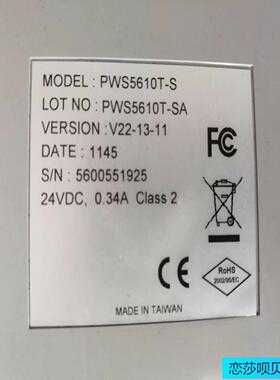 MODEL : PWS5610T-S
LOT NO : PWS5610T-SA
VERSION : V22-13-11
DATE : 1145
S/N : 5600551925
24VDC, 0.34A Class 2
FC
CE
RoHS
2002/95/EC
MADE IN TAIWAN
恋莎呗贝